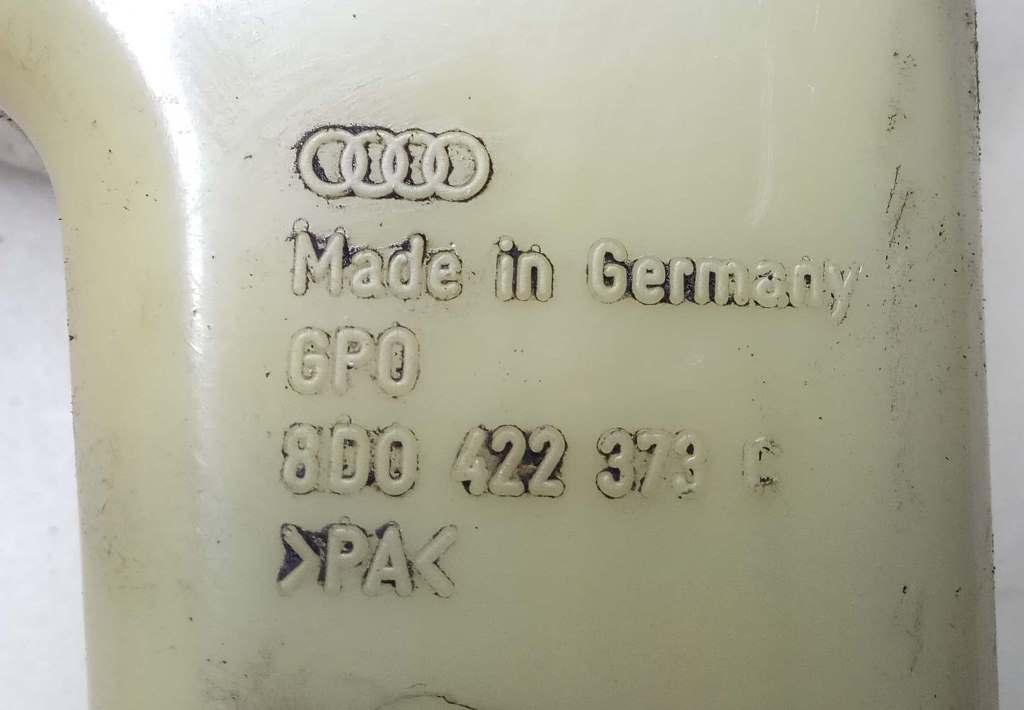 Made in Germany
GPO
8D0 422 373 C
>PA<